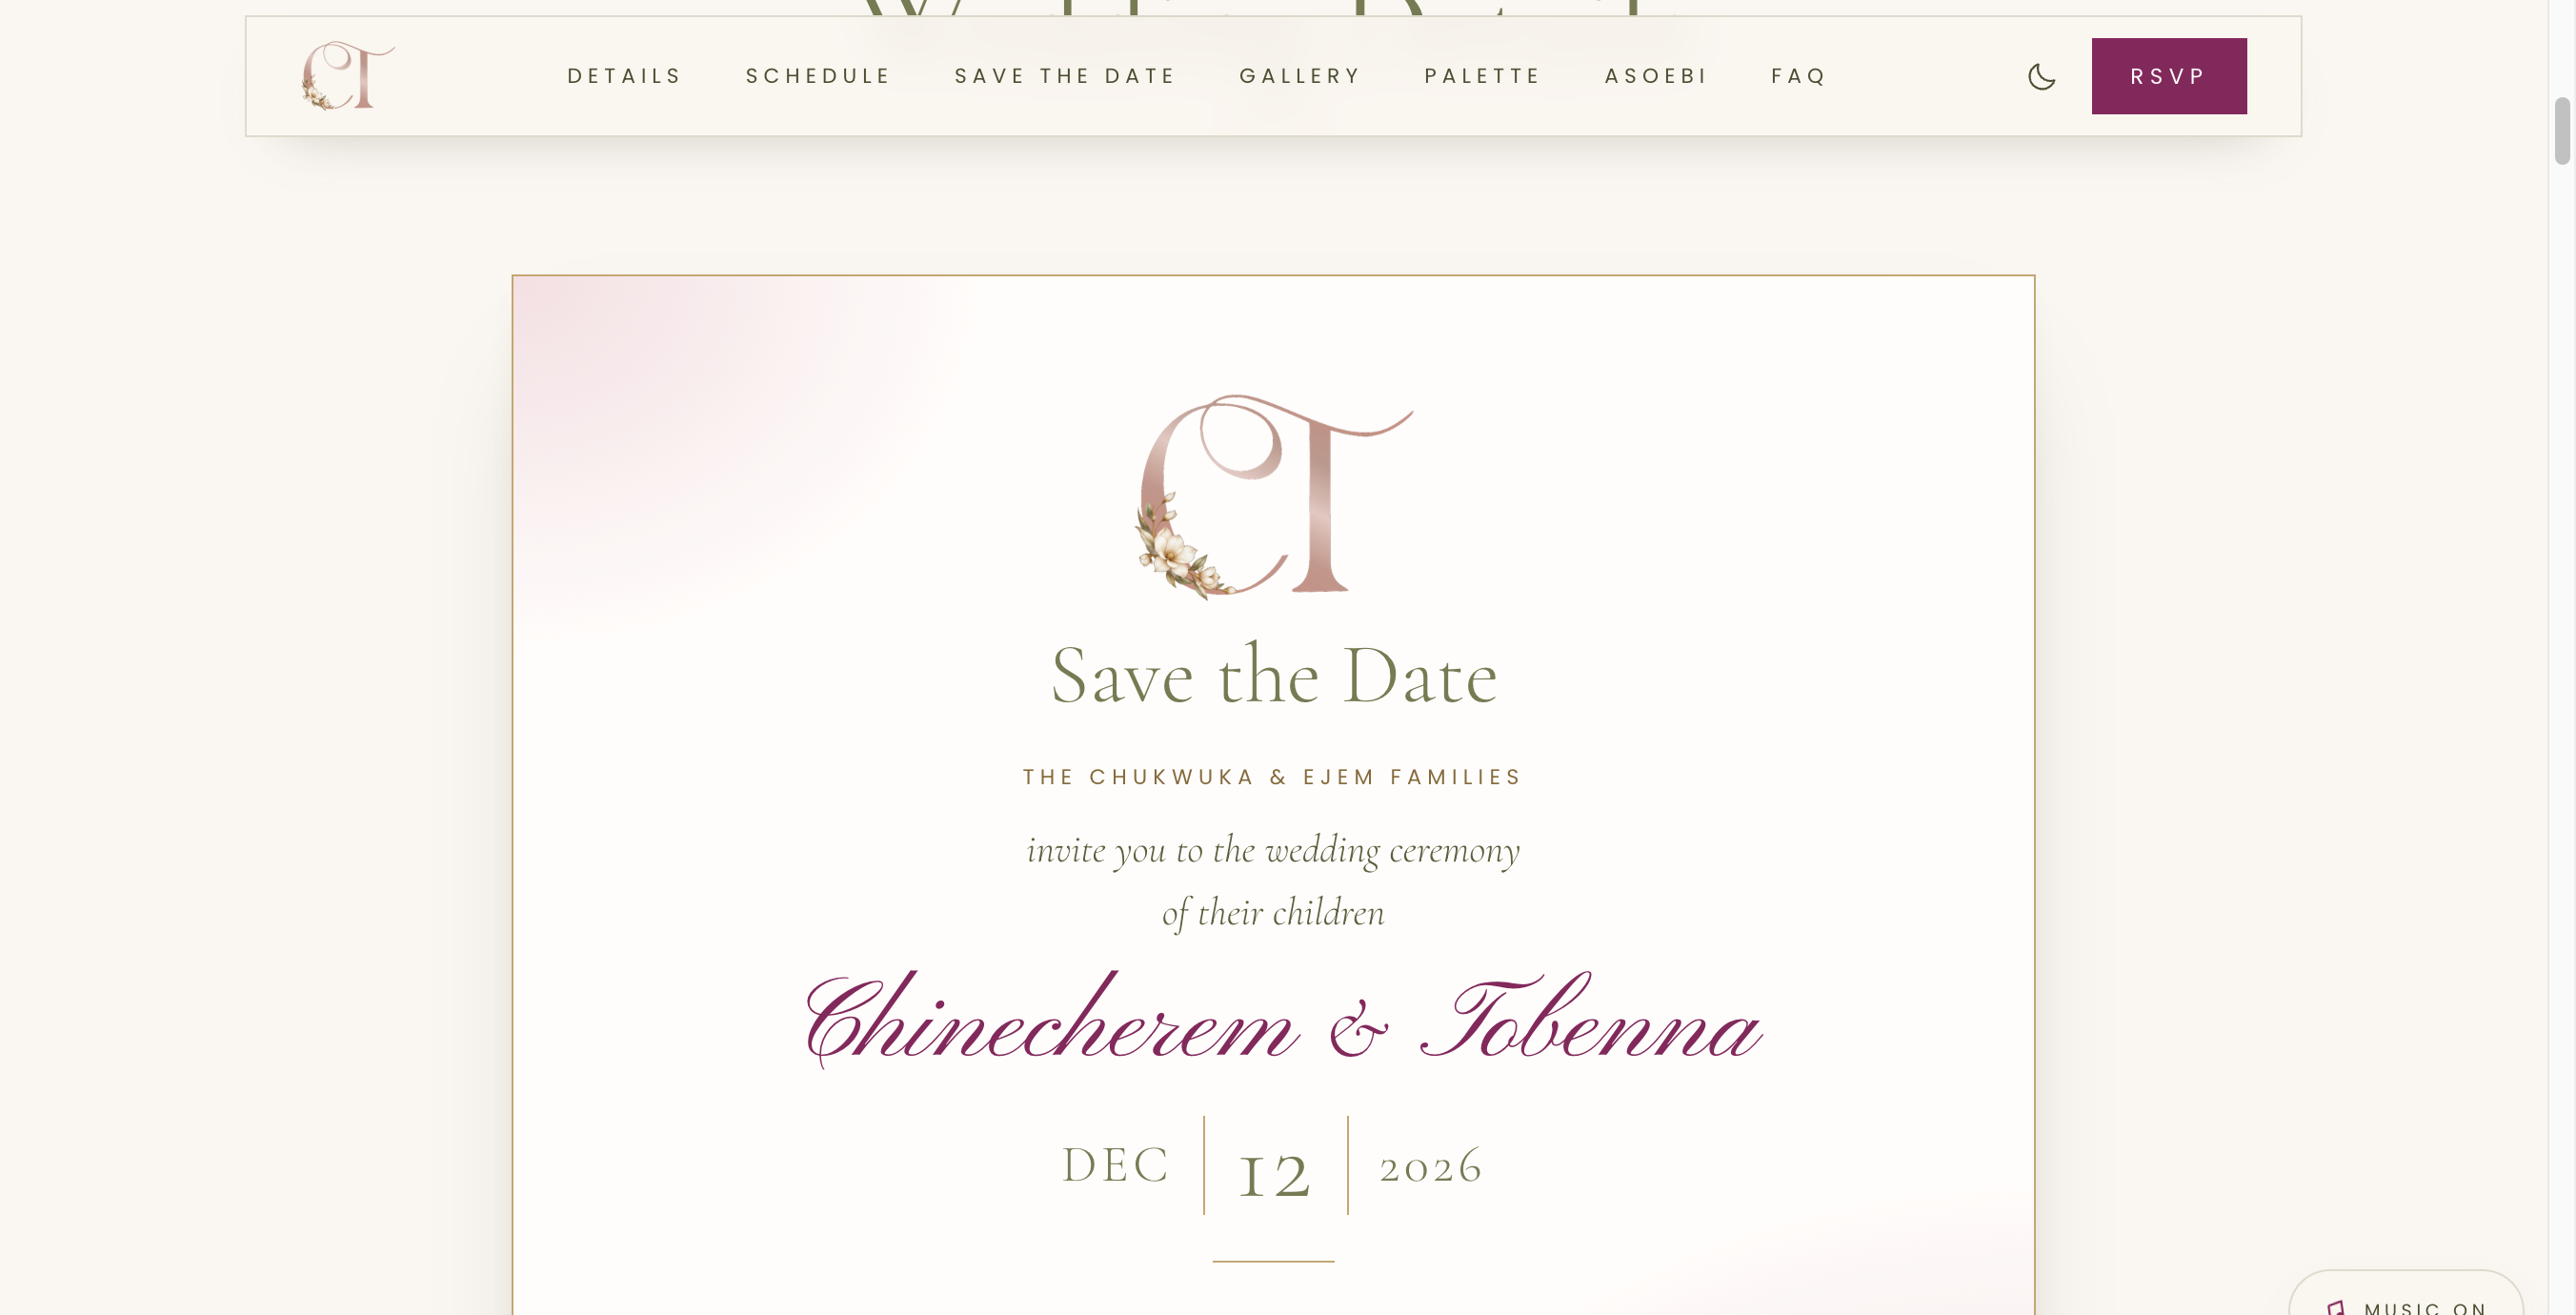 DETAILS SCHEDULE SAVE THE DATE GALLERY PALETTE ASOEBI FAQ RSVP
CT
Save the Date
THE CHUKWUKA & EJEM FAMILIES
invite you to the wedding ceremony
of their children
Chinecherem & Tobenna
DEC 12 2026
MUSIC ON